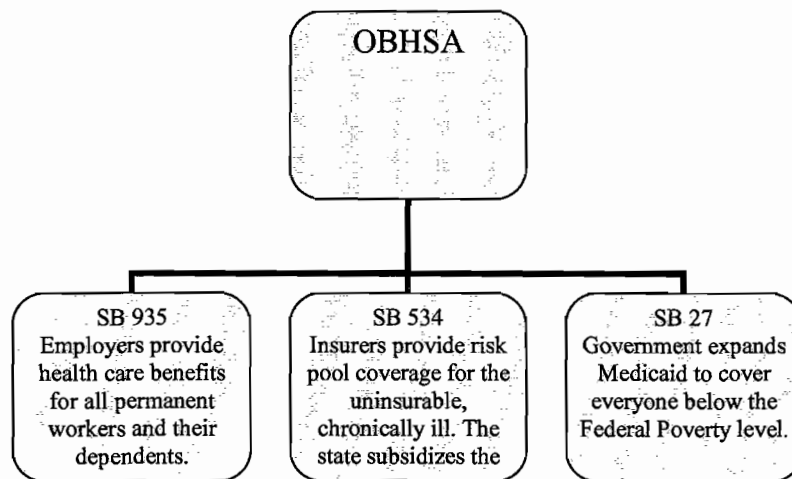 OBHSA
SB 935
Employers provide
health care benefits
for all permanent
workers and their
dependents.
SB 534
Insurers provide risk
pool coverage for the
uninsurable,
chronically ill. The
state subsidizes the
SB 27
Government expands
Medicaid to cover
everyone below the
Federal Poverty level.